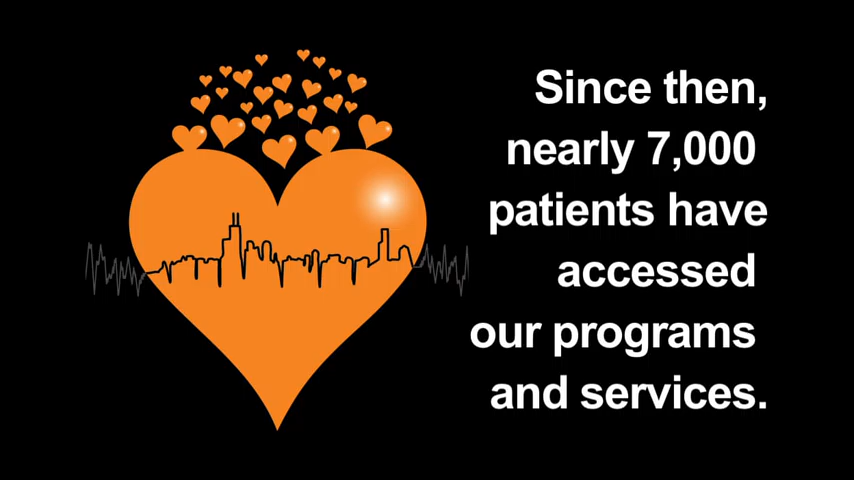 Since then,
nearly 7,000
patients have
accessed
our programs
and services.